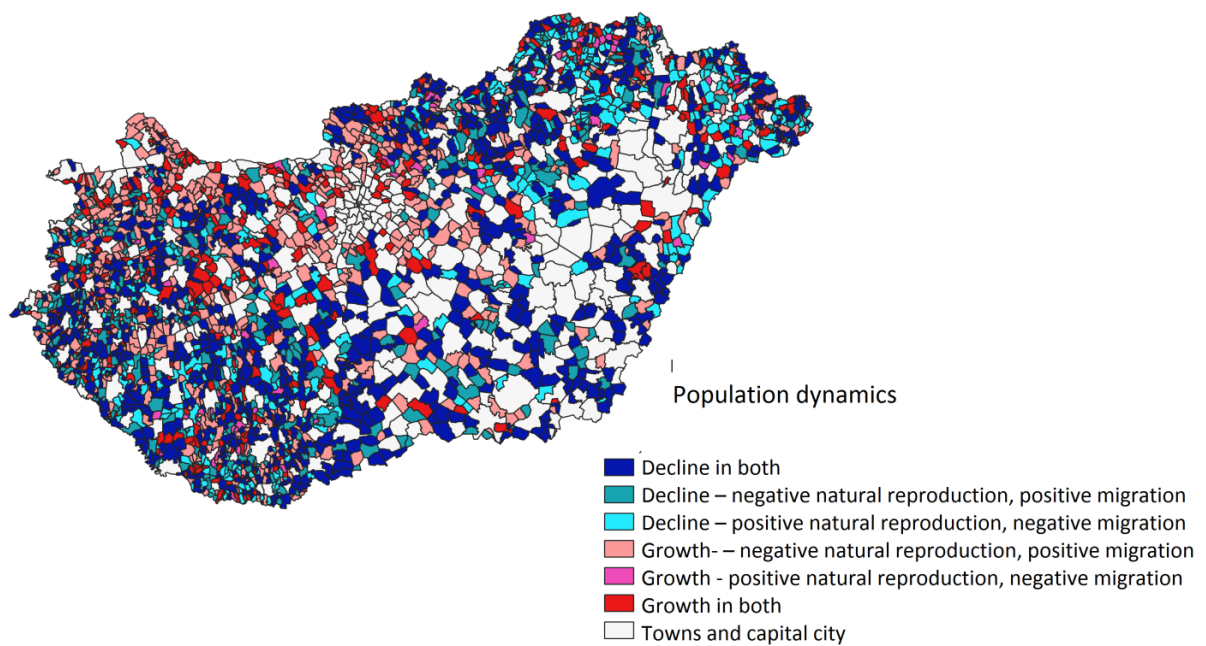 Population dynamics
Decline in both
Decline – negative natural reproduction, positive migration
Decline – positive natural reproduction, negative migration
Growth- – negative natural reproduction, positive migration
Growth - positive natural reproduction, negative migration
Growth in both
Towns and capital city